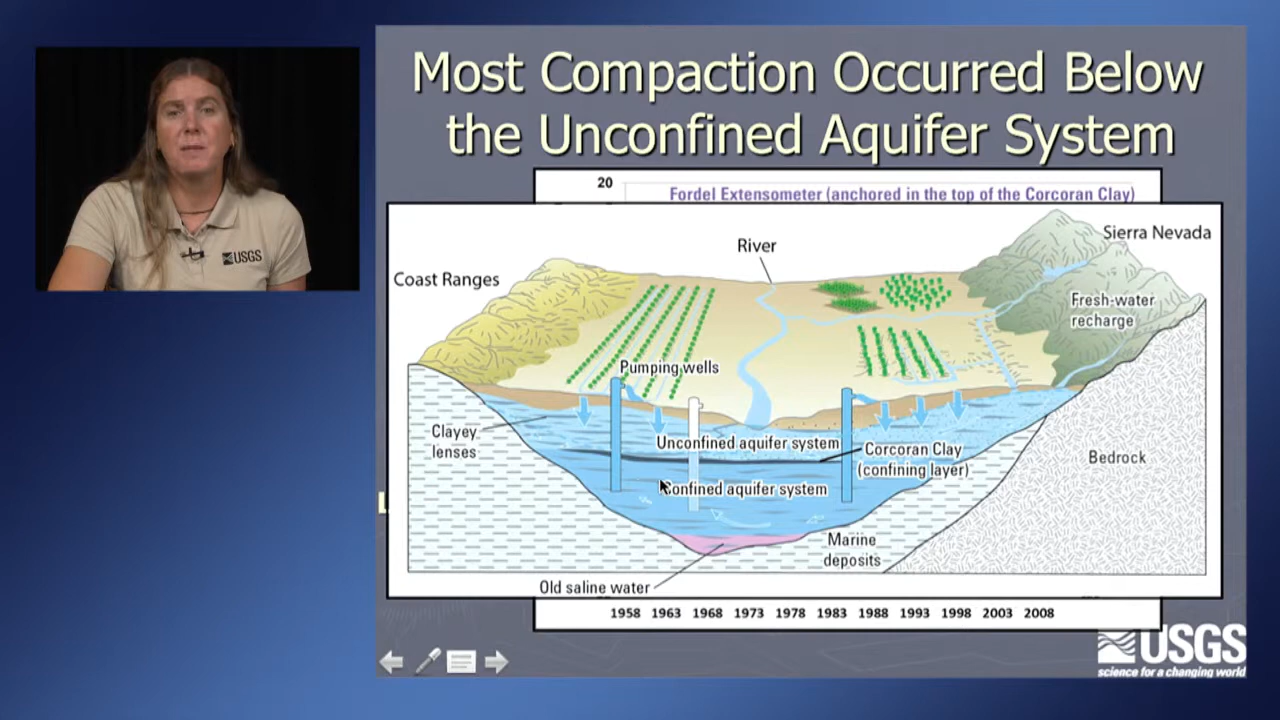 Most Compaction Occurred Below
the Unconfined Aquifer System
20
Fordel Extensometer (anchored in the top of the Corcoran Clay)
Sierra Nevada
River
Coast Ranges
Fresh-water
recharge
Pumping wells
Clayey
lenses
Unconfined aquifer system
Corcoran Clay
(confining layer)
Bedrock
Confined aquifer system
Marine
deposits
Old saline water
1958 1963 1968 1973 1978 1983 1988 1993 1998 2003 2008
USGS
USGS
science for a changing world